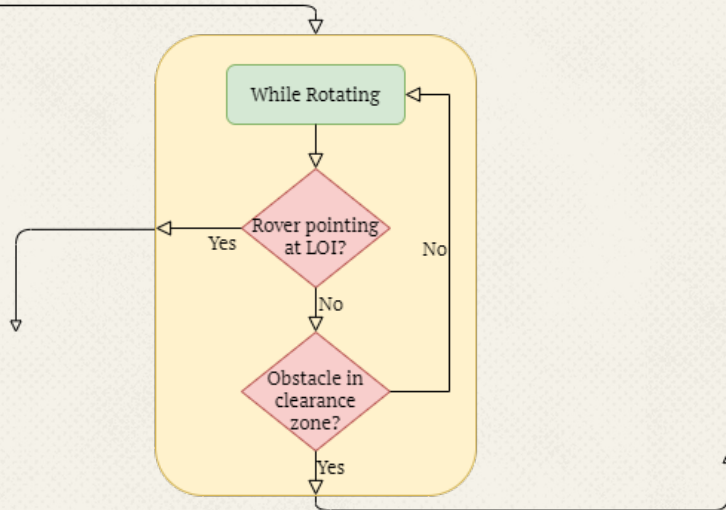 While Rotating
Rover pointing
at LOI?
Yes
No
No
Obstacle in
clearance
zone?
Yes